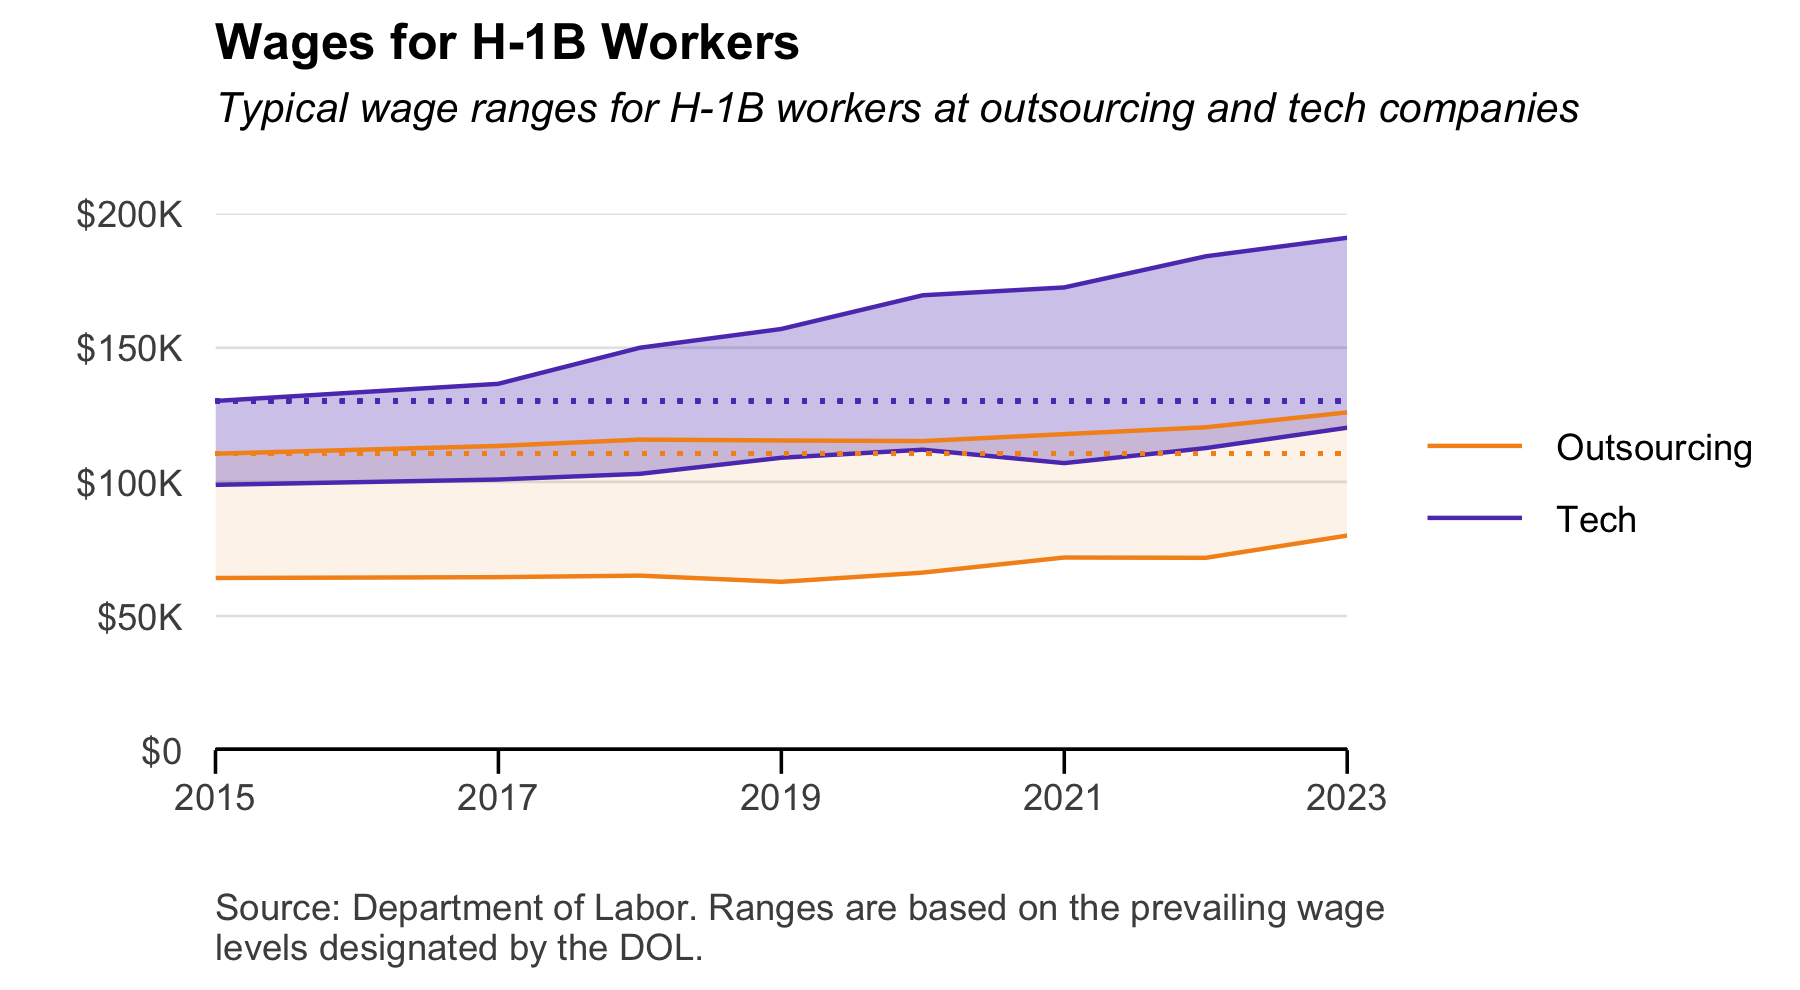 Wages for H-1B Workers
Typical wage ranges for H-1B workers at outsourcing and tech companies
$200K
$150K
$100K
$50K
$0
2015 2017 2019 2021 2023
Outsourcing
Tech
Source: Department of Labor. Ranges are based on the prevailing wage
levels designated by the DOL.